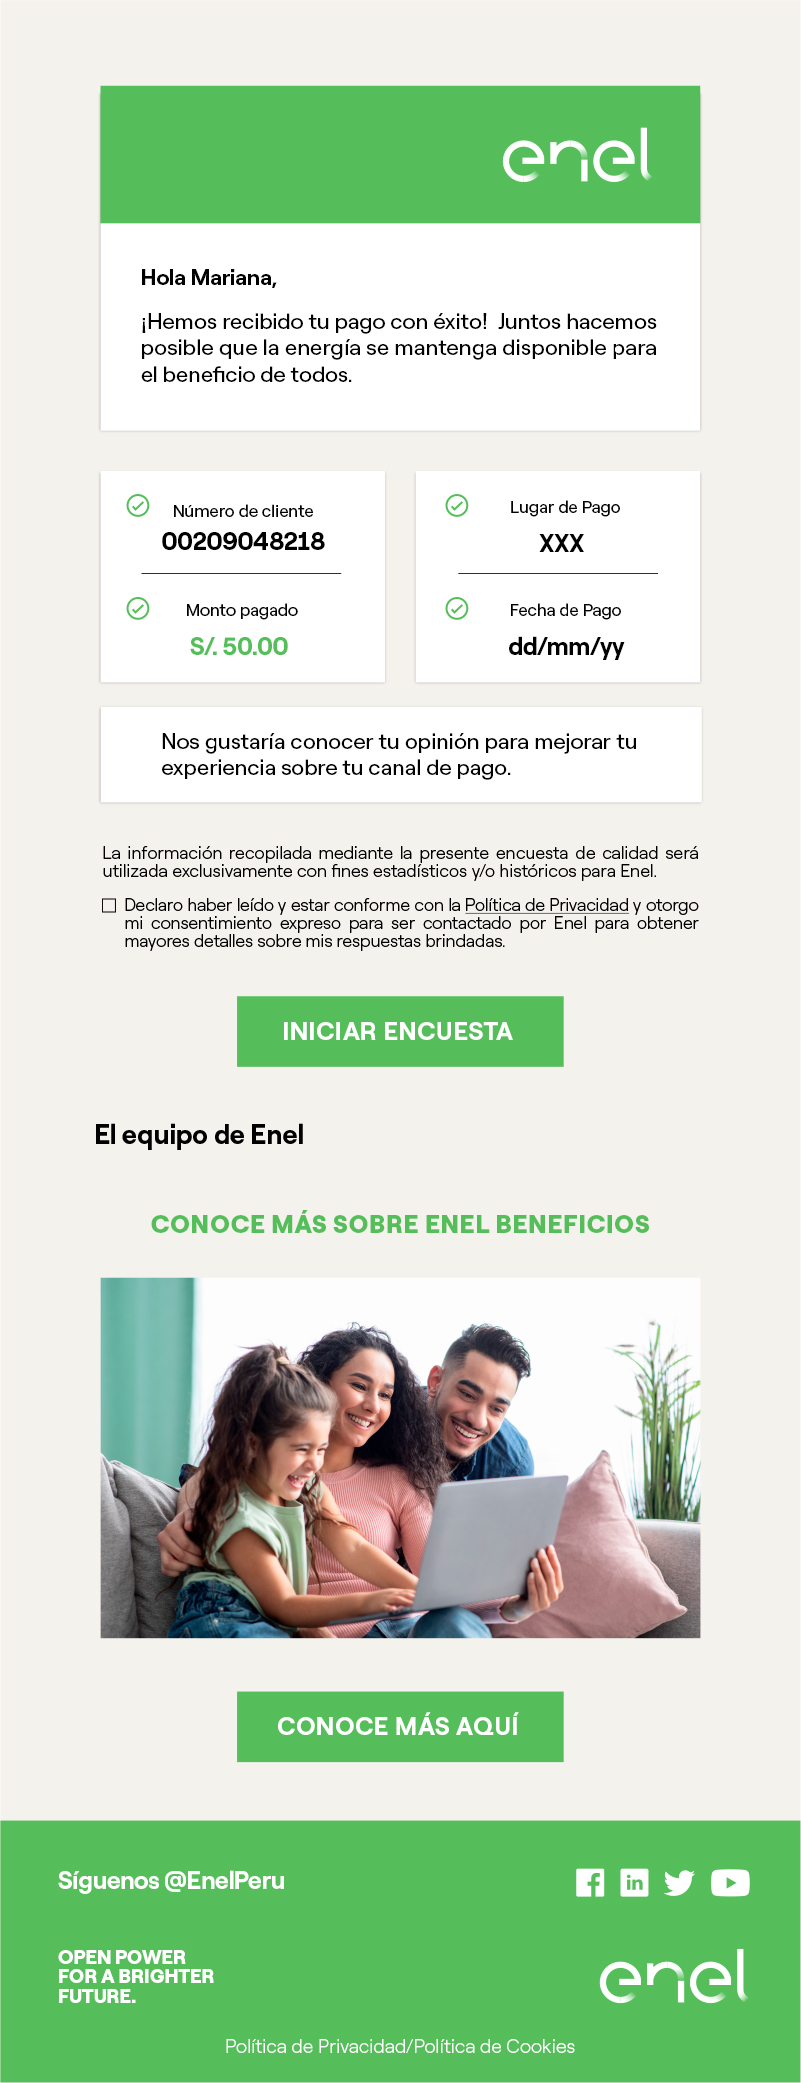 enel
Hola Mariana,
¡Hemos recibido tu pago con éxito!  Juntos hacemos
posible que la energía se mantenga disponible para
el beneficio de todos.
Número de cliente
00209048218
Monto pagado
S/. 50.00
Lugar de Pago
XXX
Fecha de Pago
dd/mm/yy
Nos gustaría conocer tu opinión para mejorar tu
experiencia sobre tu canal de pago.
La información recopilada mediante la presente encuesta de calidad será
utilizada exclusivamente con fines estadísticos y/o históricos para Enel.
Declaro haber leído y estar conforme con la Política de Privacidad y otorgo
mi consentimiento expreso para ser contactado por Enel para obtener
mayores detalles sobre mis respuestas brindadas.
INICIAR ENCUESTA
El equipo de Enel
CONOCE MÁS SOBRE ENEL BENEFICIOS
CONOCE MÁS AQUÍ
Síguenos @EnelPeru
OPEN POWER
FOR A BRIGHTER
FUTURE.
enel
Política de Privacidad/Política de Cookies